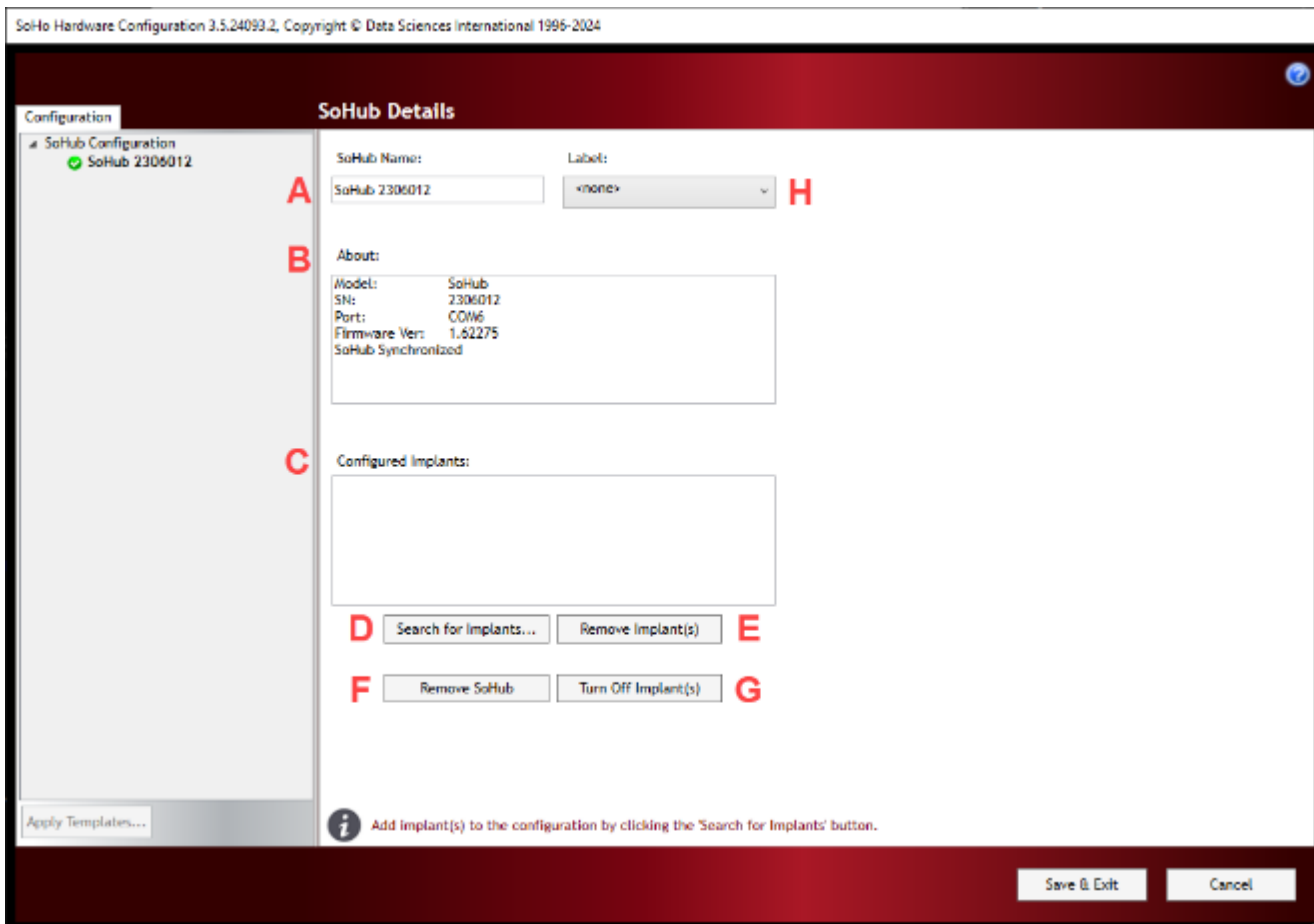 SoHo Hardware Configuration 3.5.24093.2, Copyright © Data Sciences International 1996-2024
Configuration
SoHub Details
SoHub Configuration
SoHub 2306012
SoHub Name:
Label:
A
SoHub 2306012
<none>
H
B
About:
Model: SoHub
SN: 2306012
Port: COM6
Firmware Ver: 1.62275
SoHub Synchronized
C
Configured Implants:
D
Search for Implants...
Remove Implant(s)
E
F
Remove SoHub
Turn Off Implant(s)
G
Apply Templates...
Add implant(s) to the configuration by clicking the 'Search for Implants' button.
Save & Exit
Cancel